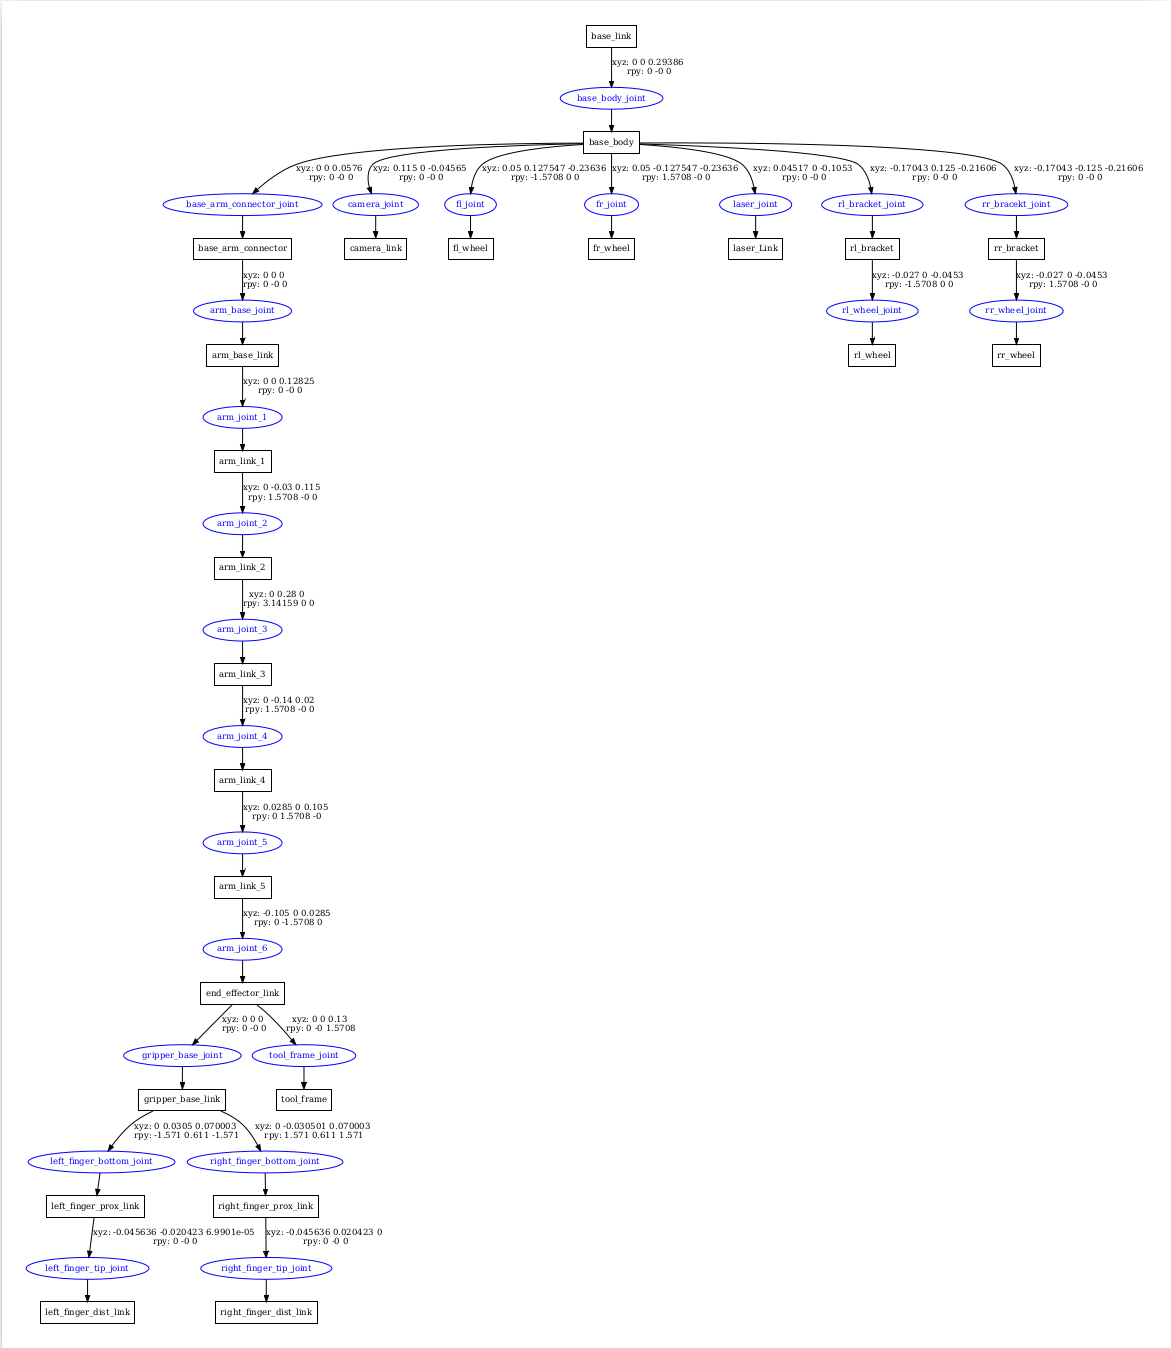 base_link
xyz: 0 0 0.29386
rpy: 0 -0 0
base_body_joint
base_body
xyz: 0 0 0.0576
rpy: 0 -0 0
xyz: 0.115 0 -0.04565
rpy: 0 -0 0
xyz: 0.05 0.127547 -0.23636
rpy: -1.5708 0 0
xyz: 0.05 -0.127547 -0.23636
rpy: 1.5708 -0 0
xyz: 0.04517 0 -0.1053
rpy: 0 -0 0
xyz: -0.17043 0.125 -0.21606
rpy: 0 -0 0
xyz: -0.17043 -0.125 -0.21606
rpy: 0 -0 0
base_arm_connector_joint
camera_joint
fl_joint
fr_joint
laser_joint
rl_bracket_joint
rr_bracekt_joint
base_arm_connector
camera_link
fl_wheel
fr_wheel
laser_Link
rl_bracket
rr_bracket
xyz: 0 0 0
rpy: 0 -0 0
xyz: -0.027 0 -0.0453
rpy: -1.5708 0 0
xyz: -0.027 0 -0.0453
rpy: 1.5708 -0 0
arm_base_joint
rl_wheel_joint
rr_wheel_joint
arm_base_link
rl_wheel
rr_wheel
xyz: 0 0 0.12825
rpy: 0 -0 0
arm_joint_1
arm_link_1
xyz: 0 -0.03 0.115
rpy: 1.5708 -0 0
arm_joint_2
arm_link_2
xyz: 0 0.28 0
rpy: 3.14159 0 0
arm_joint_3
arm_link_3
xyz: 0 -0.14 0.02
rpy: 1.5708 -0 0
arm_joint_4
arm_link_4
xyz: 0.0285 0 0.105
rpy: 0 1.5708 -0
arm_joint_5
arm_link_5
xyz: -0.105 0 0.0285
rpy: 0 -1.5708 0
arm_joint_6
end_effector_link
xyz: 0 0 0
rpy: 0 -0 0
xyz: 0 0 0.13
rpy: 0 -0 1.5708
gripper_base_joint
tool_frame_joint
gripper_base_link
tool_frame
xyz: 0 0.0305 0.070003
rpy: -1.571 0.611 -1.571
xyz: 0 -0.030501 0.070003
rpy: 1.571 0.611 1.571
left_finger_bottom_joint
right_finger_bottom_joint
left_finger_prox_link
right_finger_prox_link
xyz: -0.045636 -0.020423 6.9901e-05
rpy: 0 -0 0
xyz: -0.045636 0.020423 0
rpy: 0 -0 0
left_finger_tip_joint
right_finger_tip_joint
left_finger_dist_link
right_finger_dist_link